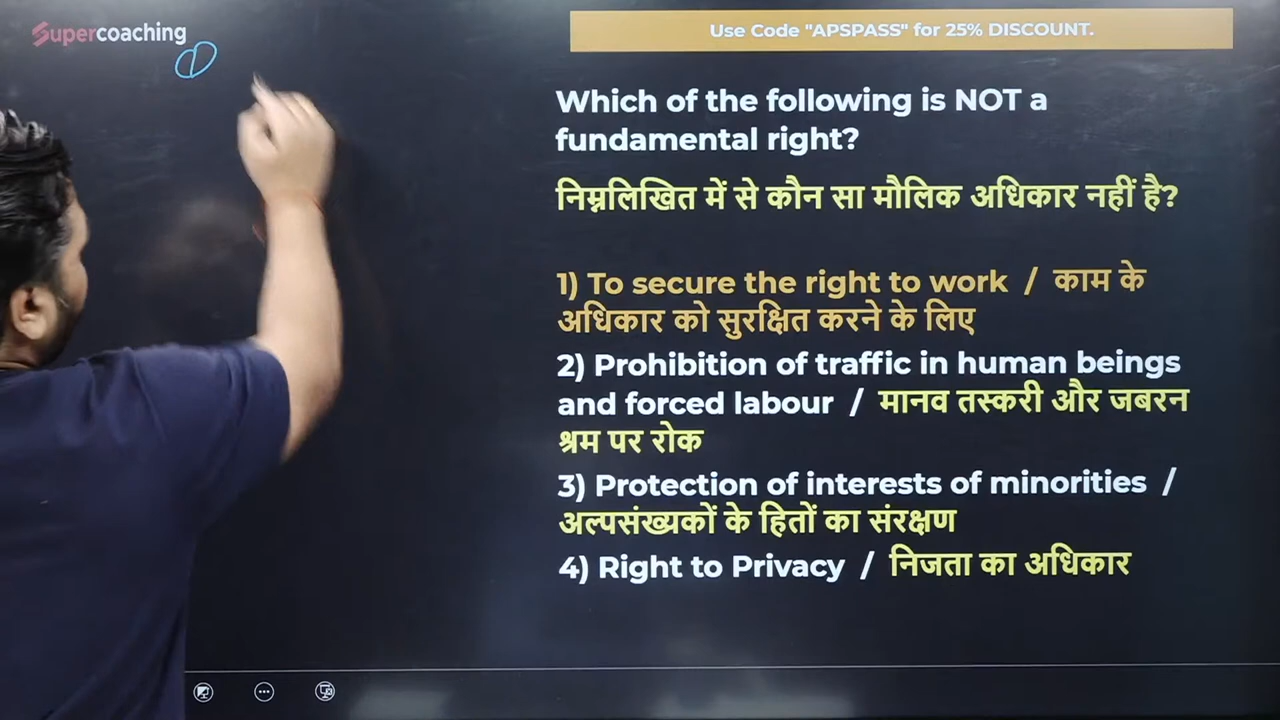 Supercoaching
Use Code "APSPASS" for 25% DISCOUNT.
Which of the following is NOT a
fundamental right?
निम्नलिखित में से कौन सा मौलिक अधिकार नहीं है?
1) To secure the right to work / काम के
अधिकार को सुरक्षित करने के लिए
2) Prohibition of traffic in human beings
and forced labour / मानव तस्करी और जबरन
श्रम पर रोक
3) Protection of interests of minorities /
अल्पसंख्यकों के हितों का संरक्षण
4) Right to Privacy / निजता का अधिकार